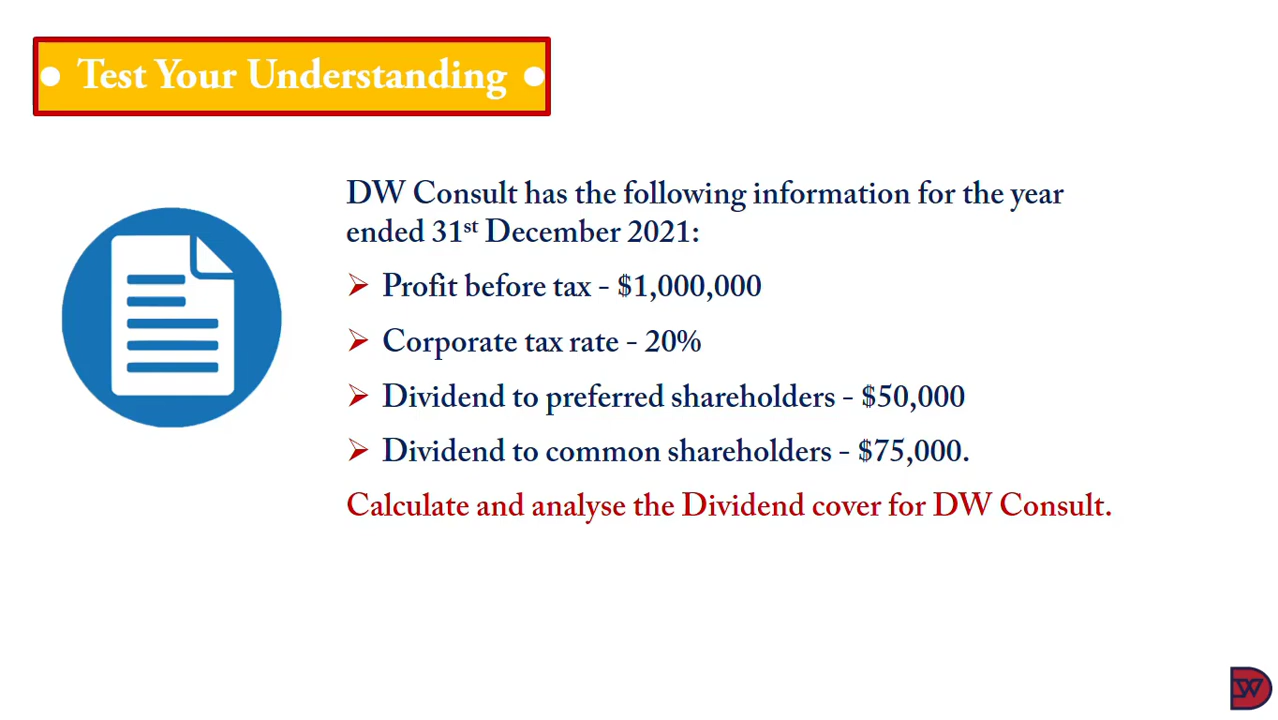 • Test Your Understanding •
DW Consult has the following information for the year
ended 31st December 2021:
➢ Profit before tax - $1,000,000
➢ Corporate tax rate - 20%
➢ Dividend to preferred shareholders - $50,000
➢ Dividend to common shareholders - $75,000.
Calculate and analyse the Dividend cover for DW Consult.
DW